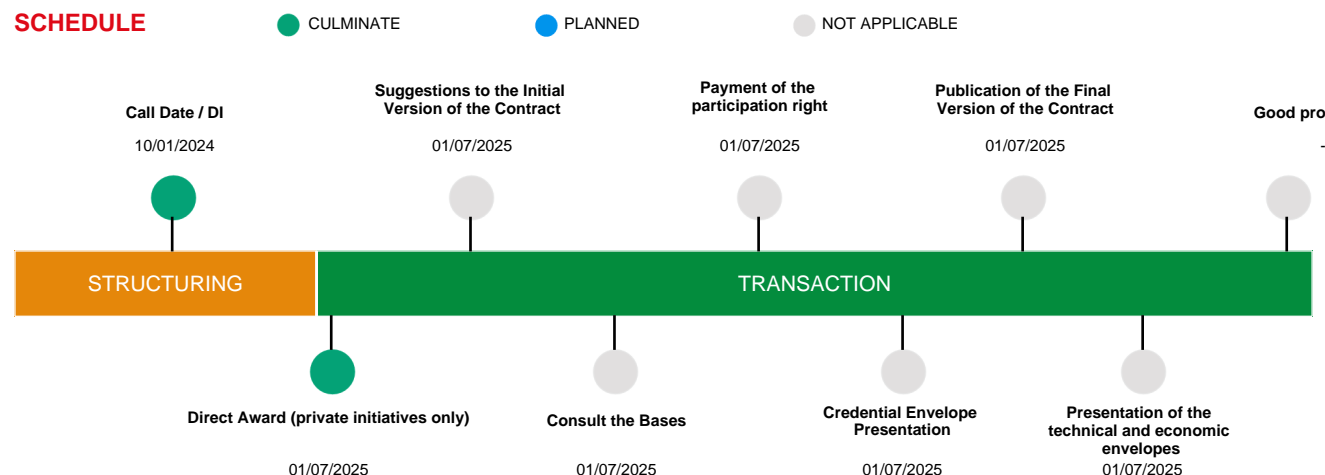 SCHEDULE
CULMINATE
PLANNED
NOT APPLICABLE
Call Date / DI
10/01/2024
Suggestions to the Initial
Version of the Contract
01/07/2025
Payment of the
participation right
01/07/2025
Publication of the Final
Version of the Contract
01/07/2025
Good pro
-
STRUCTURING
TRANSACTION
Direct Award (private initiatives only)
01/07/2025
Consult the Bases
01/07/2025
Credential Envelope
Presentation
01/07/2025
Presentation of the
technical and economic
envelopes
01/07/2025